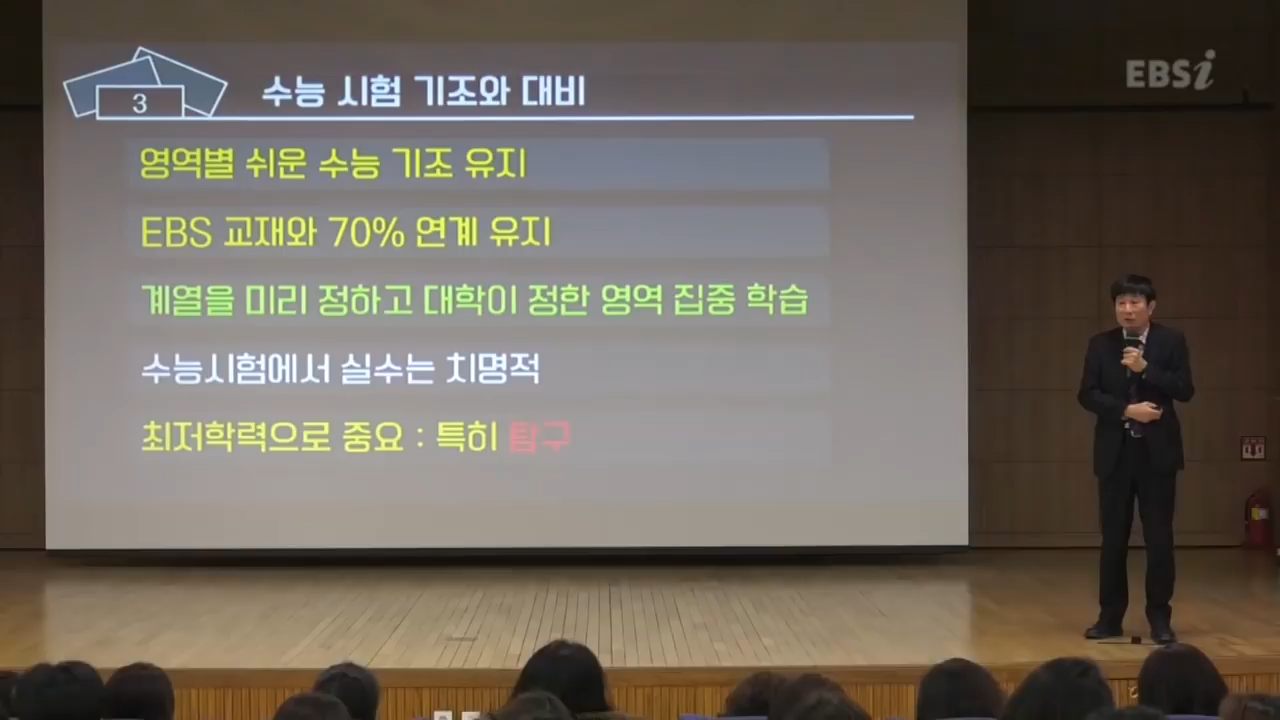 3
수능 시험 기조와 대비
EBSi
영역별 쉬운 수능 기조 유지
EBS 교재와 70% 연계 유지
계열을 미리 정하고 대학이 정한 영역 집중 학습
수능시험에서 실수는 치명적
최저학력으로 중요 : 특히 탐구